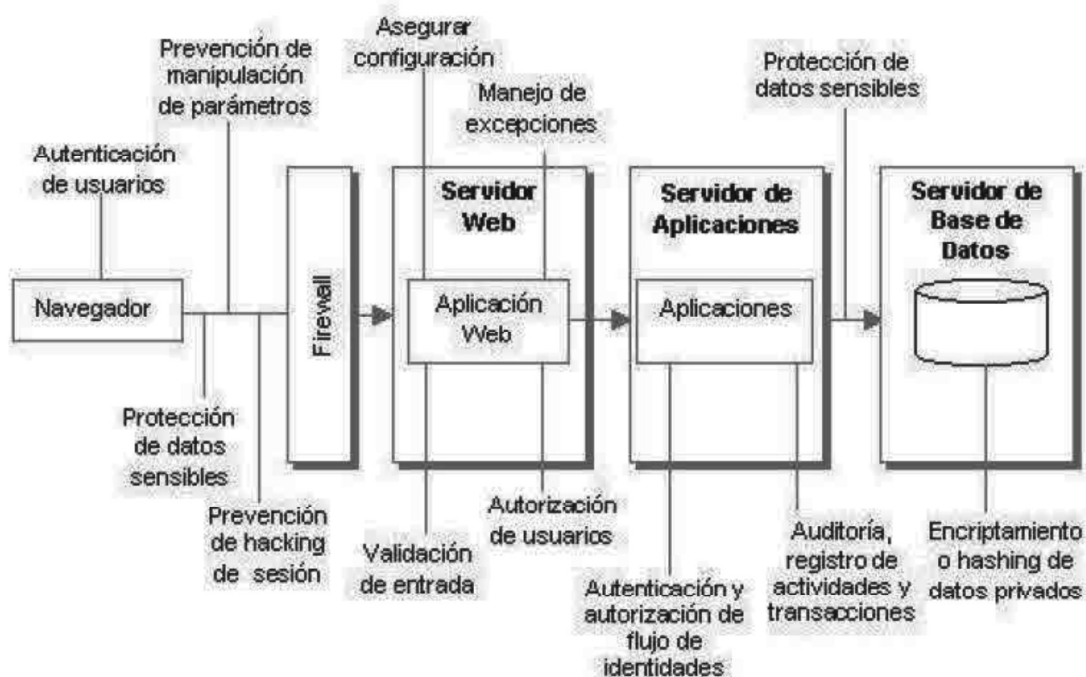 Asegurar
configuración
Prevención de
manipulación
de parámetros
Protección de
datos sensibles
Manejo de
excepciones
Autenticación
de usuarios
Servidor
Web
Servidor de
Aplicaciones
Servidor de
Base de
Datos
Navegador
Firewall
Aplicación
Web
Aplicaciones
Protección
de datos
sensibles
Prevención
de hacking
de sesión
Validación
de entrada
Autorización
de usuarios
Autenticación y
autorización de
flujo de
identidades
Auditoría,
registro de
actividades y
transacciones
Encriptamiento
o hashing de
datos privados